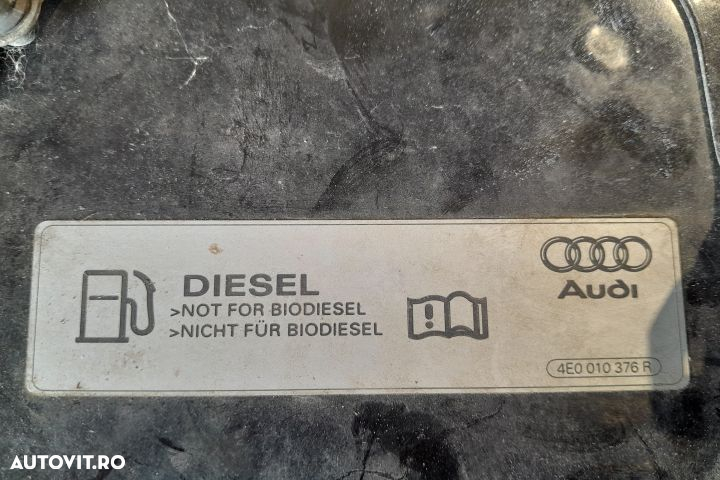 DIESEL
>NOT FOR BIODIESEL
>NICHT FÜR BIODIESEL
Audi
4E0 010 376 R
AUTOVIT.RO